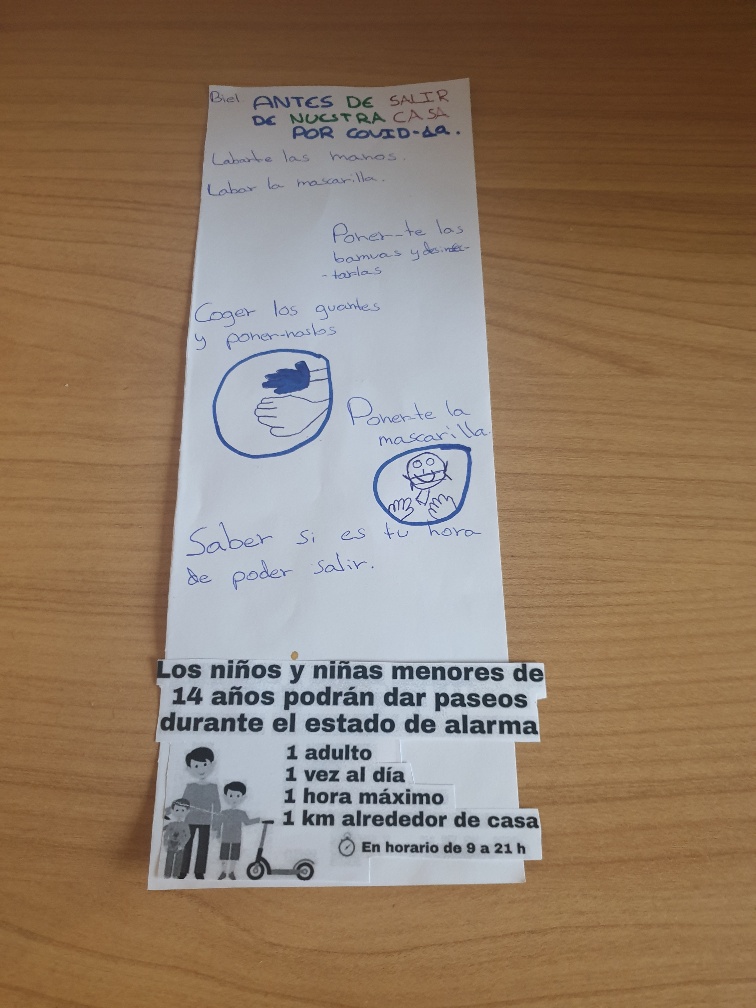 Biel
ANTES DE SALIR
DE NUESTRA CASA
POR COVID-19.
Labarte las manos.
Labar la mascarilla.
Poner-te las
bamvas y desinfec-
-tarlas
Coger los guantes
y poner-noslos
Ponerte la
mascarilla.
Saber si es tu hora
de poder salir.
Los niños y niñas menores de
14 años podrán dar paseos
durante el estado de alarma
1 adulto
1 vez al día
1 hora máximo
1 km alrededor de casa
En horario de 9 a 21 h